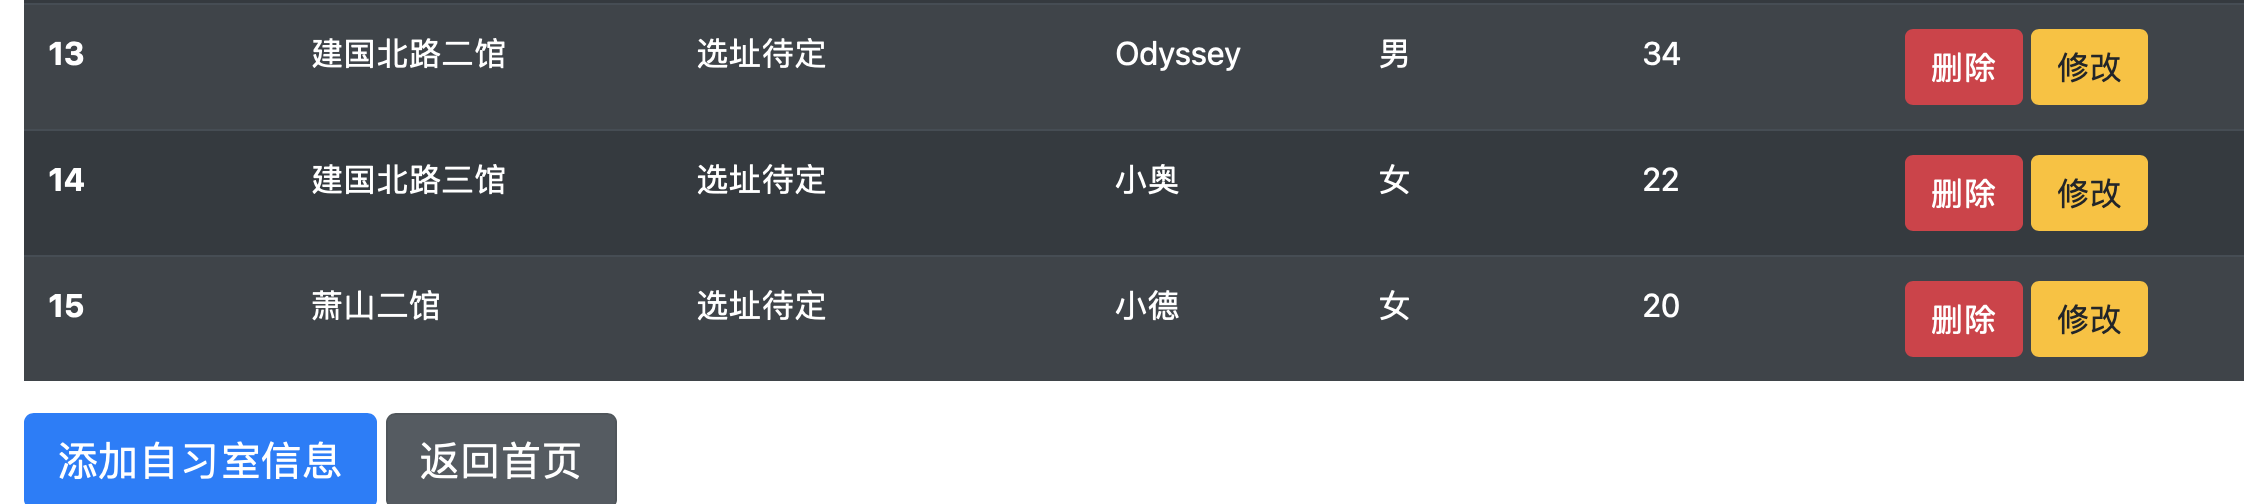 13 建国北路二馆 选址待定 Odyssey 男 34 删除 修改
14 建国北路三馆 选址待定 小奥 女 22 删除 修改
15 萧山二馆 选址待定 小德 女 20 删除 修改
添加自习室信息 返回首页